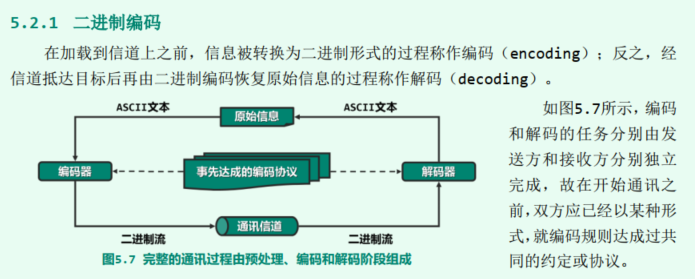 5.2.1 二进制编码
在加载到信道上之前，信息被转换为二进制形式的过程称作编码（encoding）；反之，经
信道抵达目标后再由二进制编码恢复原始信息的过程称作解码（decoding）。
ASCII文本
原始信息
ASCII文本
编码器
事先达成的编码协议
解码器
二进制流
通讯信道
二进制流
图5.7 完整的通讯过程由预处理、编码和解码阶段组成
如图5.7所示，编码
和解码的任务分别由发
送方和接收方分别独立
完成，故在开始通讯之
前，双方应已经以某种形
式，就编码规则达成过共
同的约定或协议。